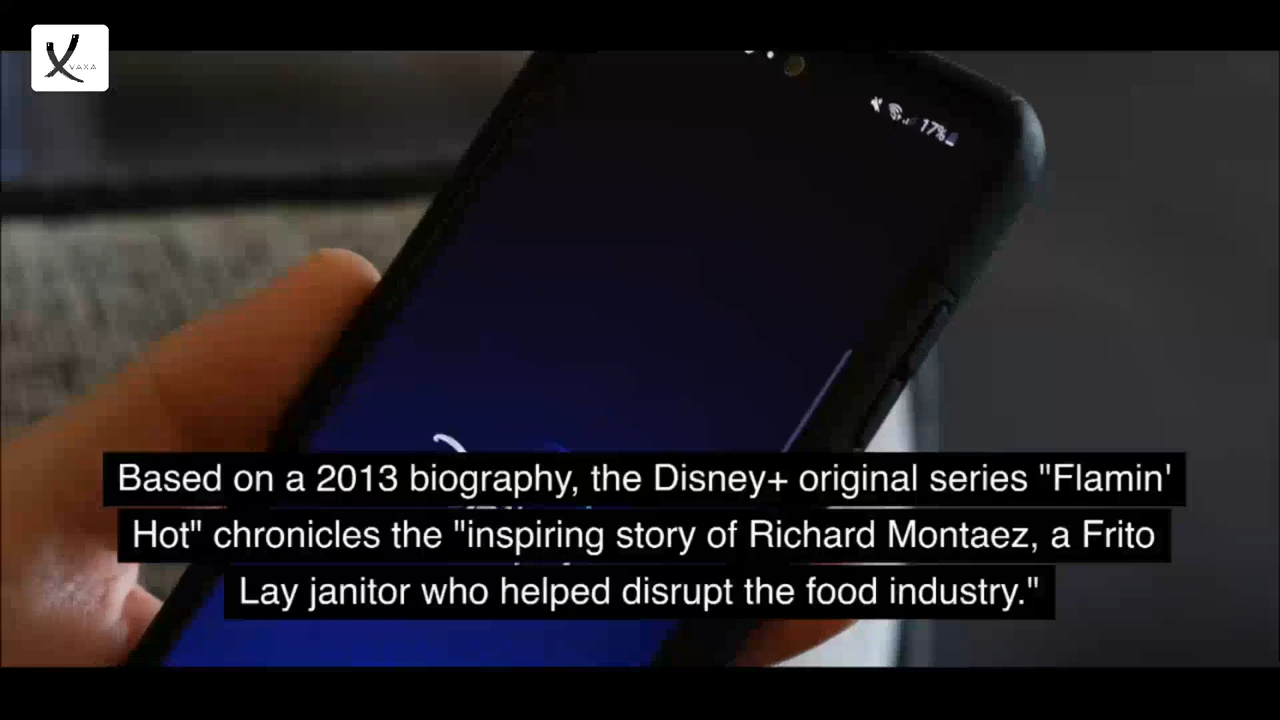 X
VAXA
17%
Based on a 2013 biography, the Disney+ original series "Flamin'
Hot" chronicles the "inspiring story of Richard Montaez, a Frito
Lay janitor who helped disrupt the food industry."